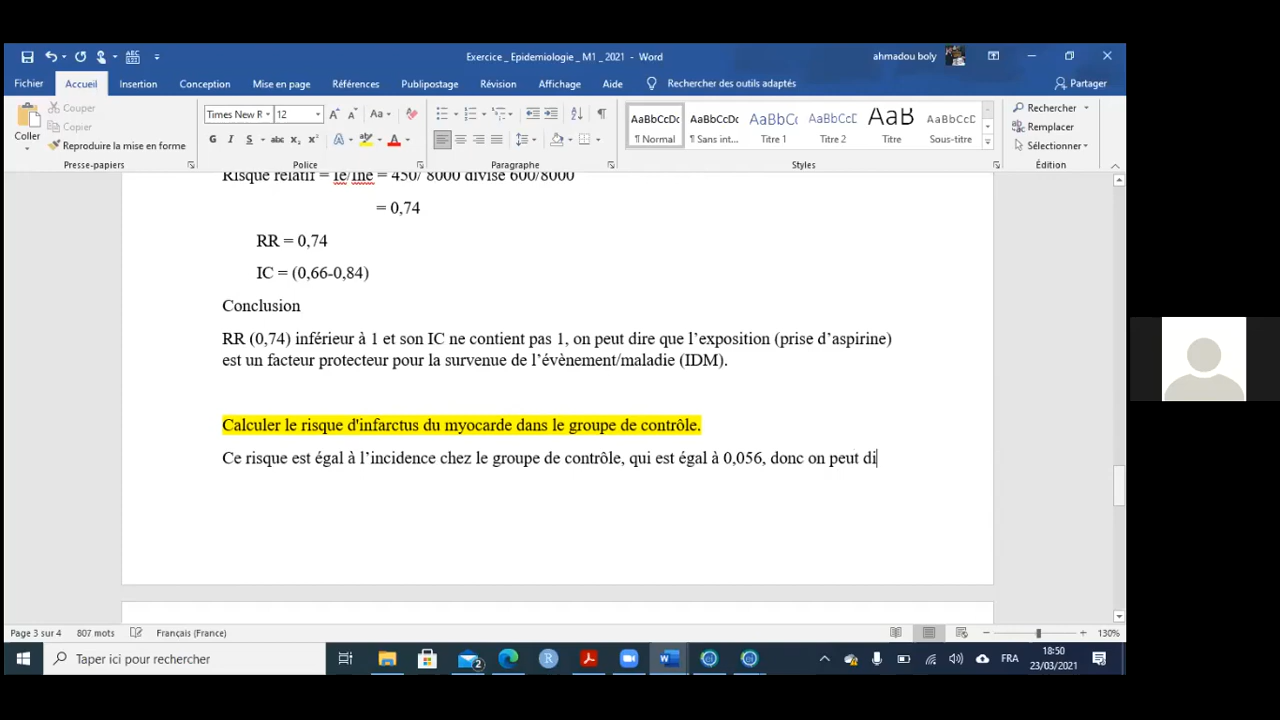 Exercice _ Epidemiologie _ M1 _ 2021 - Word
ahmadou boly
Fichier Accueil Insertion Conception Mise en page Références Publipostage Révision Affichage Aide Rechercher des outils adaptés Partager
Coller
Couper
Copier
Reproduire la mise en forme
Times New R 12
AaBbCcDc AaBbCcDc AaBbCc AaBbCcC AaB AaBbCcD
¶ Normal ¶ Sans int... Titre 1 Titre 2 Titre Sous-titre
Rechercher
Remplacer
Sélectionner
Presse-papiers Police Paragraphe Styles Édition
Risque relatif = Ie/Ine = 450/ 8000 divisé 600/8000
= 0,74
RR = 0,74
IC = (0,66-0,84)
Conclusion
RR (0,74) inférieur à 1 et son IC ne contient pas 1, on peut dire que l’exposition (prise d’aspirine)
est un facteur protecteur pour la survenue de l’évènement/maladie (IDM).
Calculer le risque d'infarctus du myocarde dans le groupe de contrôle.
Ce risque est égal à l’incidence chez le groupe de contrôle, qui est égal à 0,056, donc on peut di
Page 3 sur 4 807 mots Français (France) 130%
Taper ici pour rechercher
2
FRA
18:50
23/03/2021